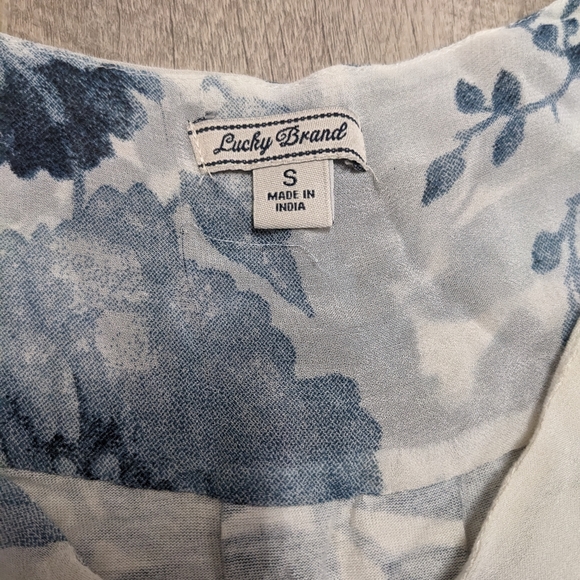 Lucky Brand
S
MADE IN
INDIA